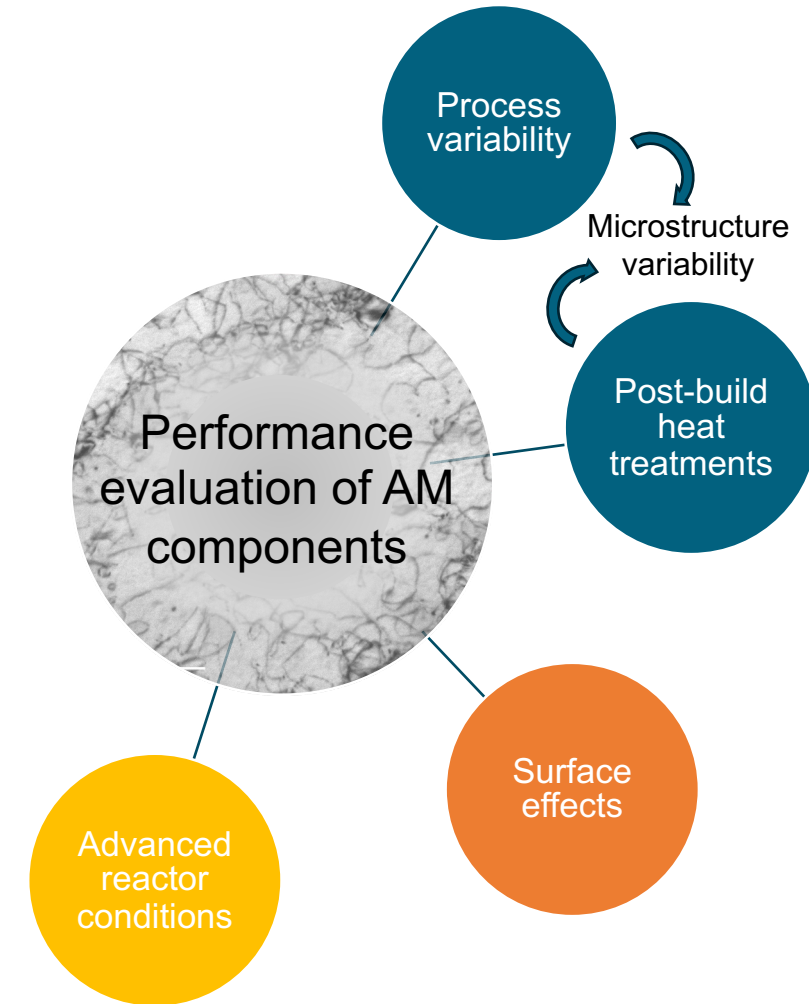 Process
variability
Microstructure
variability
Post-build
heat
treatments
Performance
evaluation of AM
components
Surface
effects
Advanced
reactor
conditions